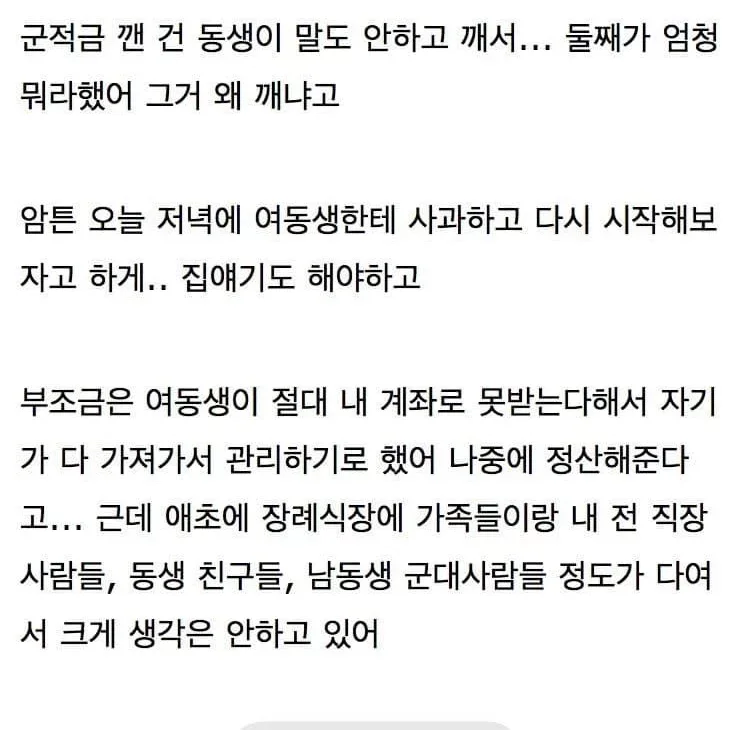 군적금 깬 건 동생이 말도 안하고 깨서... 둘째가 엄청
뭐라했어 그거 왜 깨냐고
암튼 오늘 저녁에 여동생한테 사과하고 다시 시작해보
자고 하게.. 집얘기도 해야하고
부조금은 여동생이 절대 내 계좌로 못받는다해서 자기
가 다 가져가서 관리하기로 했어 나중에 정산해준다
고... 근데 애초에 장례식장에 가족들이랑 내 전 직장
사람들, 동생 친구들, 남동생 군대사람들 정도가 다여
서 크게 생각은 안하고 있어